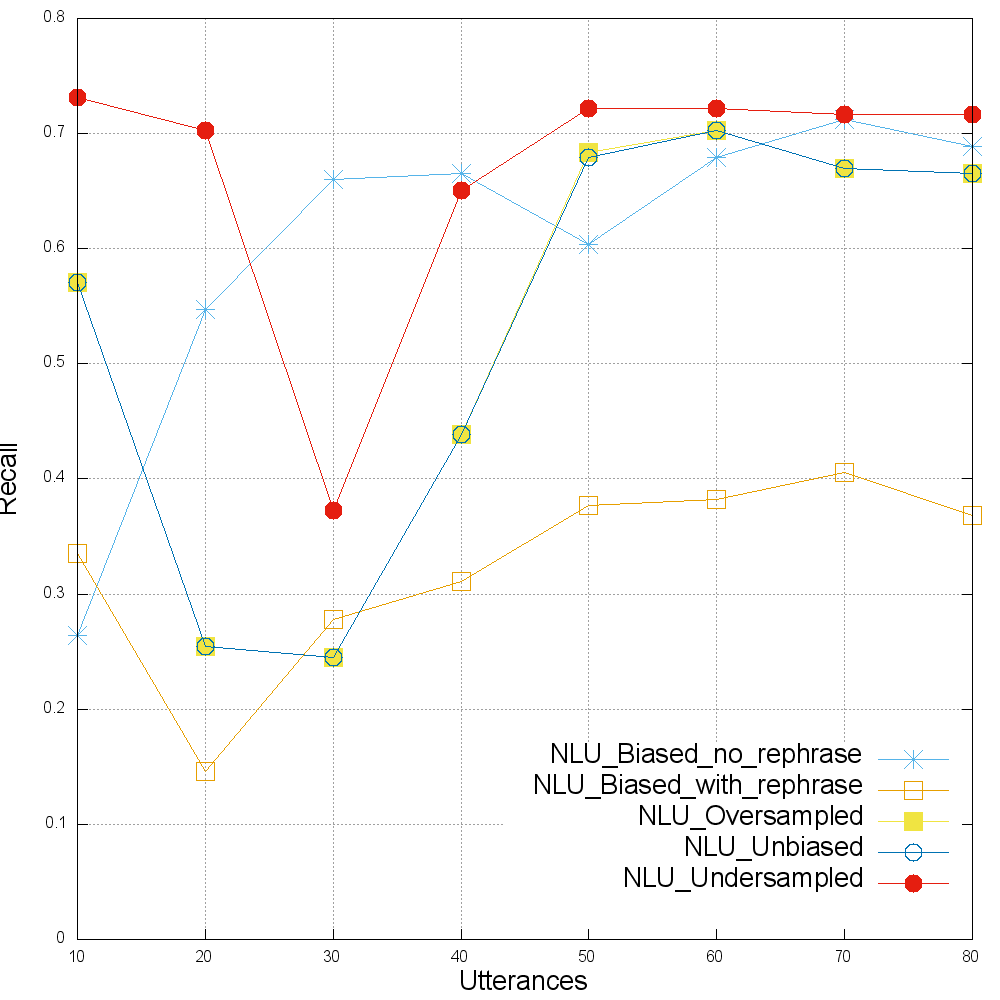 0.8
0.7
0.6
0.5
0.4
0.3
0.2
0.1
0
Recall
10 20 30 40 50 60 70 80
Utterances
NLU_Biased_no_rephrase
NLU_Biased_with_rephrase
NLU_Oversampled
NLU_Unbiased
NLU_Undersampled